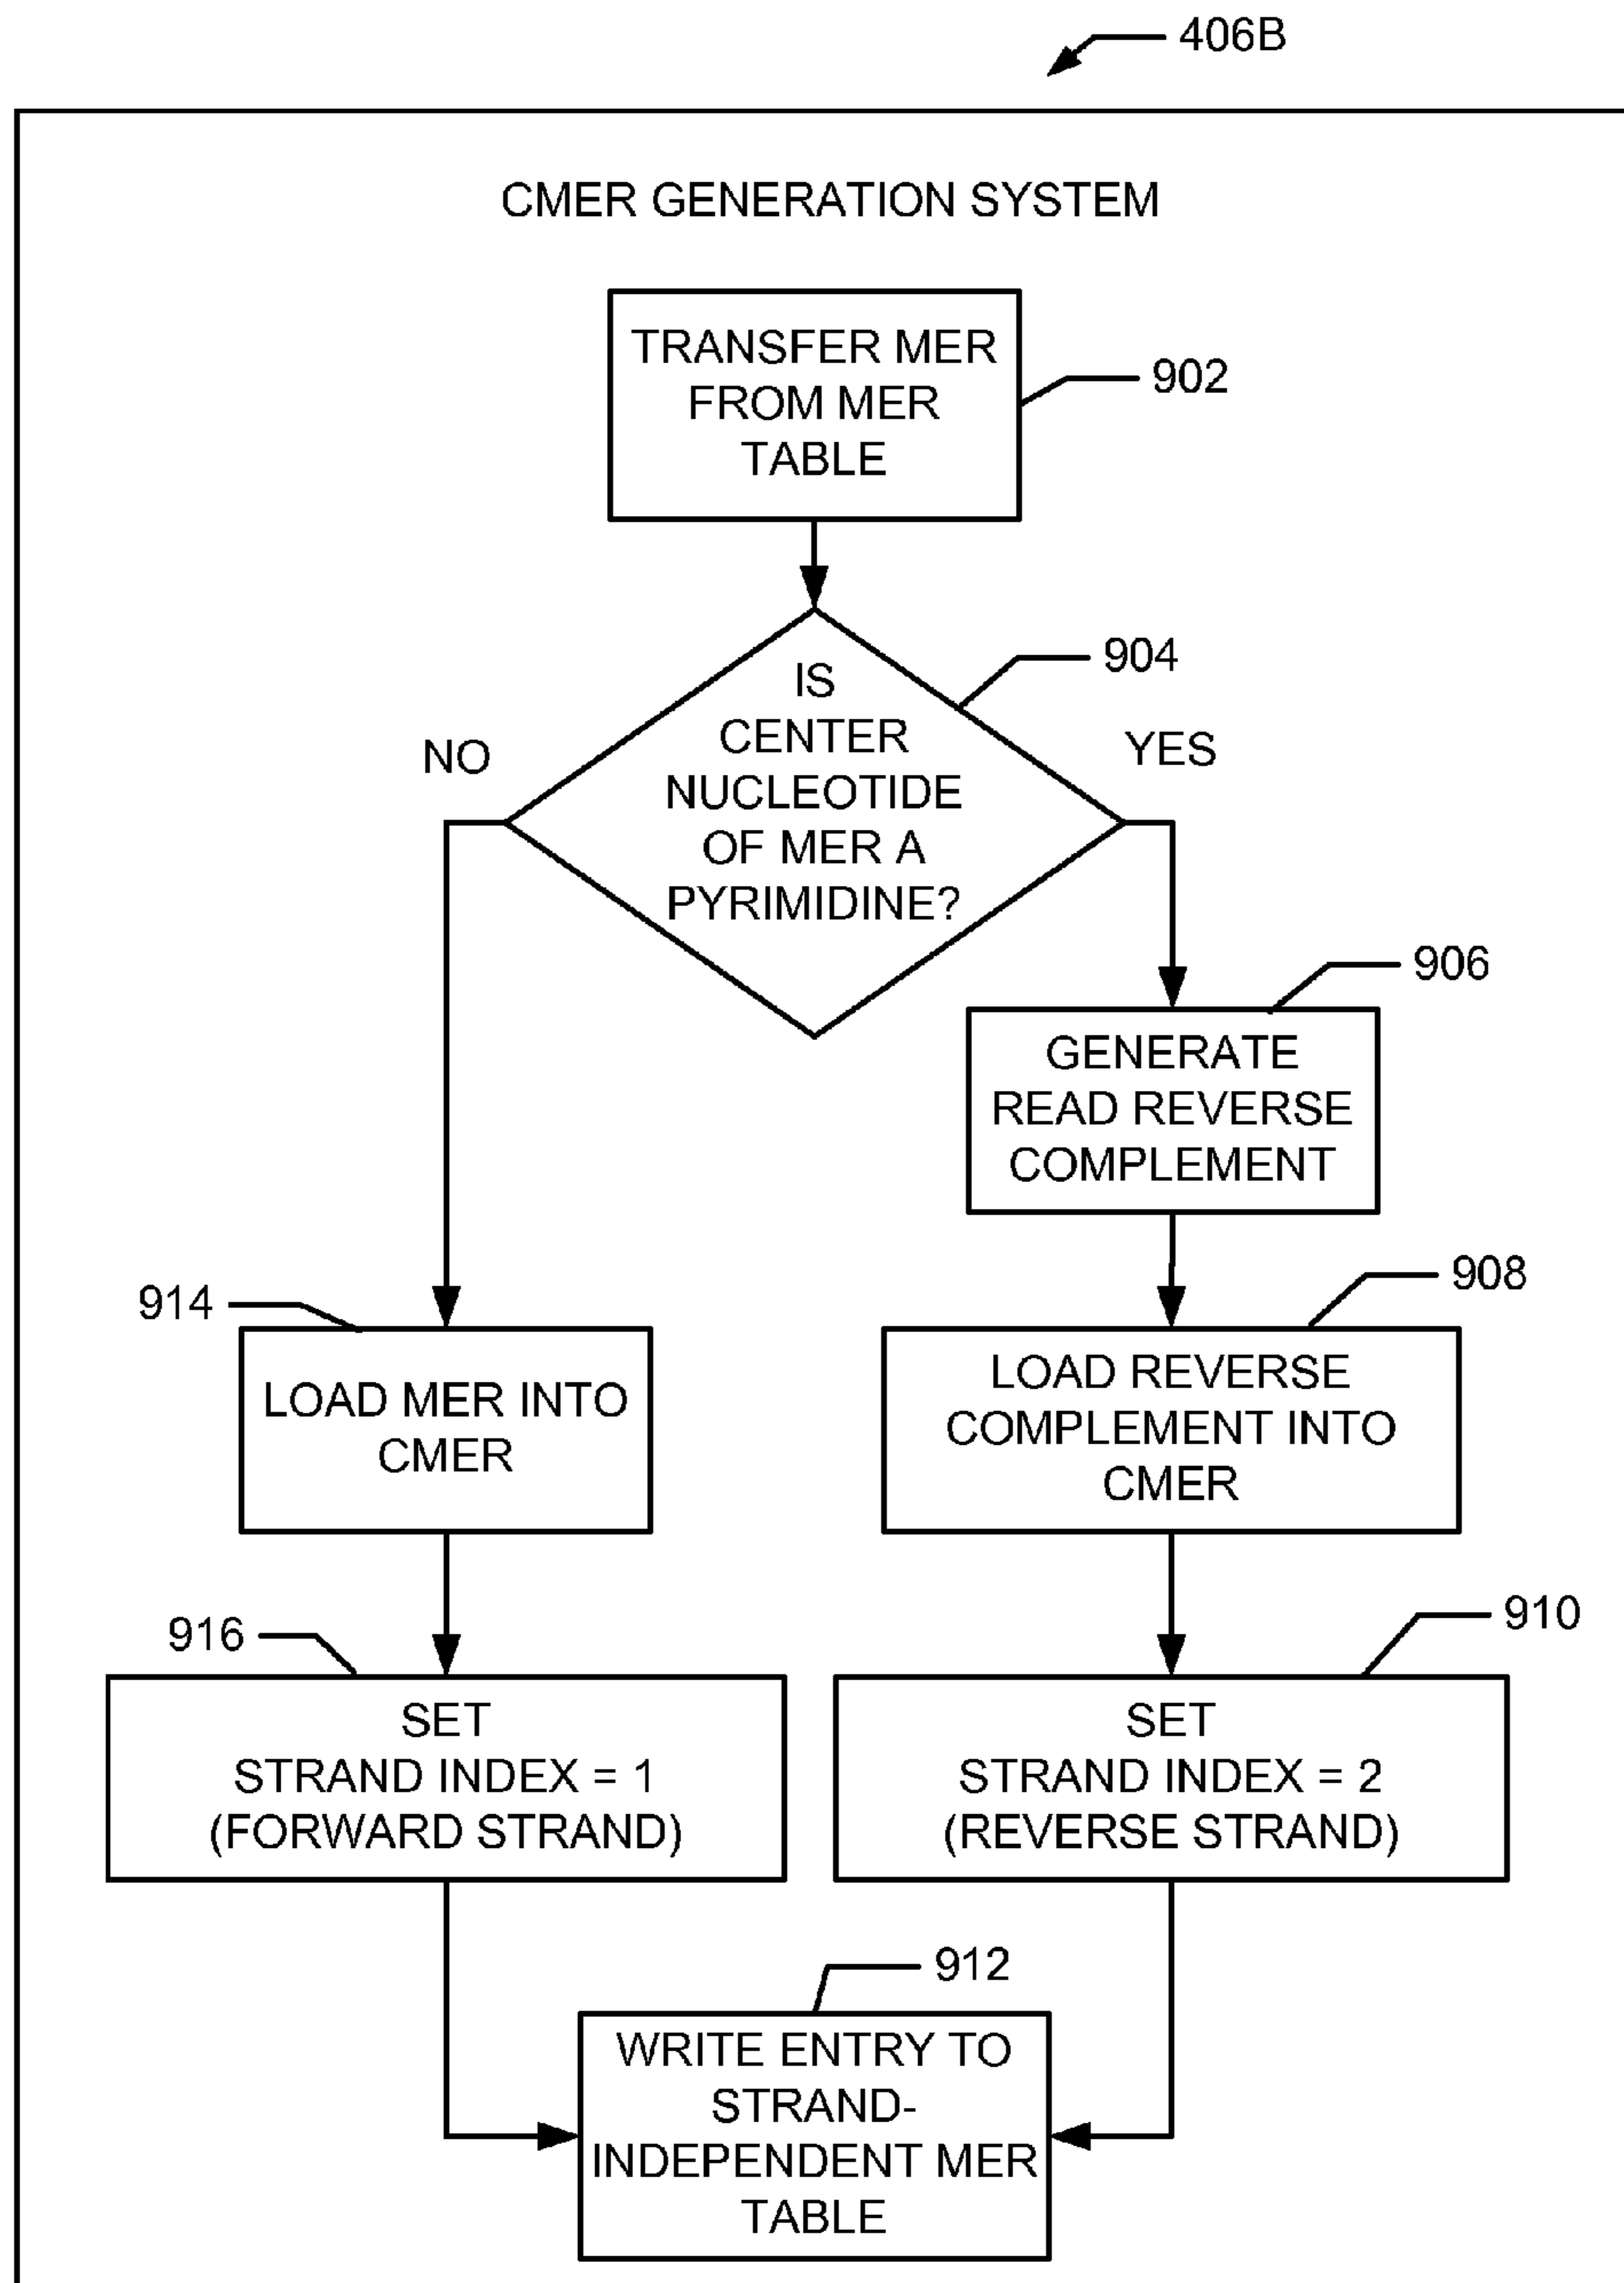 406B
CMER GENERATION SYSTEM
TRANSFER MER
FROM MER
TABLE
902
IS
CENTER
NUCLEOTIDE
OF MER A
PYRIMIDINE?
904
NO
YES
906
GENERATE
READ REVERSE
COMPLEMENT
914
LOAD MER INTO
CMER
908
LOAD REVERSE
COMPLEMENT INTO
CMER
916
SET
STRAND INDEX = 1
(FORWARD STRAND)
910
SET
STRAND INDEX = 2
(REVERSE STRAND)
912
WRITE ENTRY TO
STRAND-
INDEPENDENT MER
TABLE